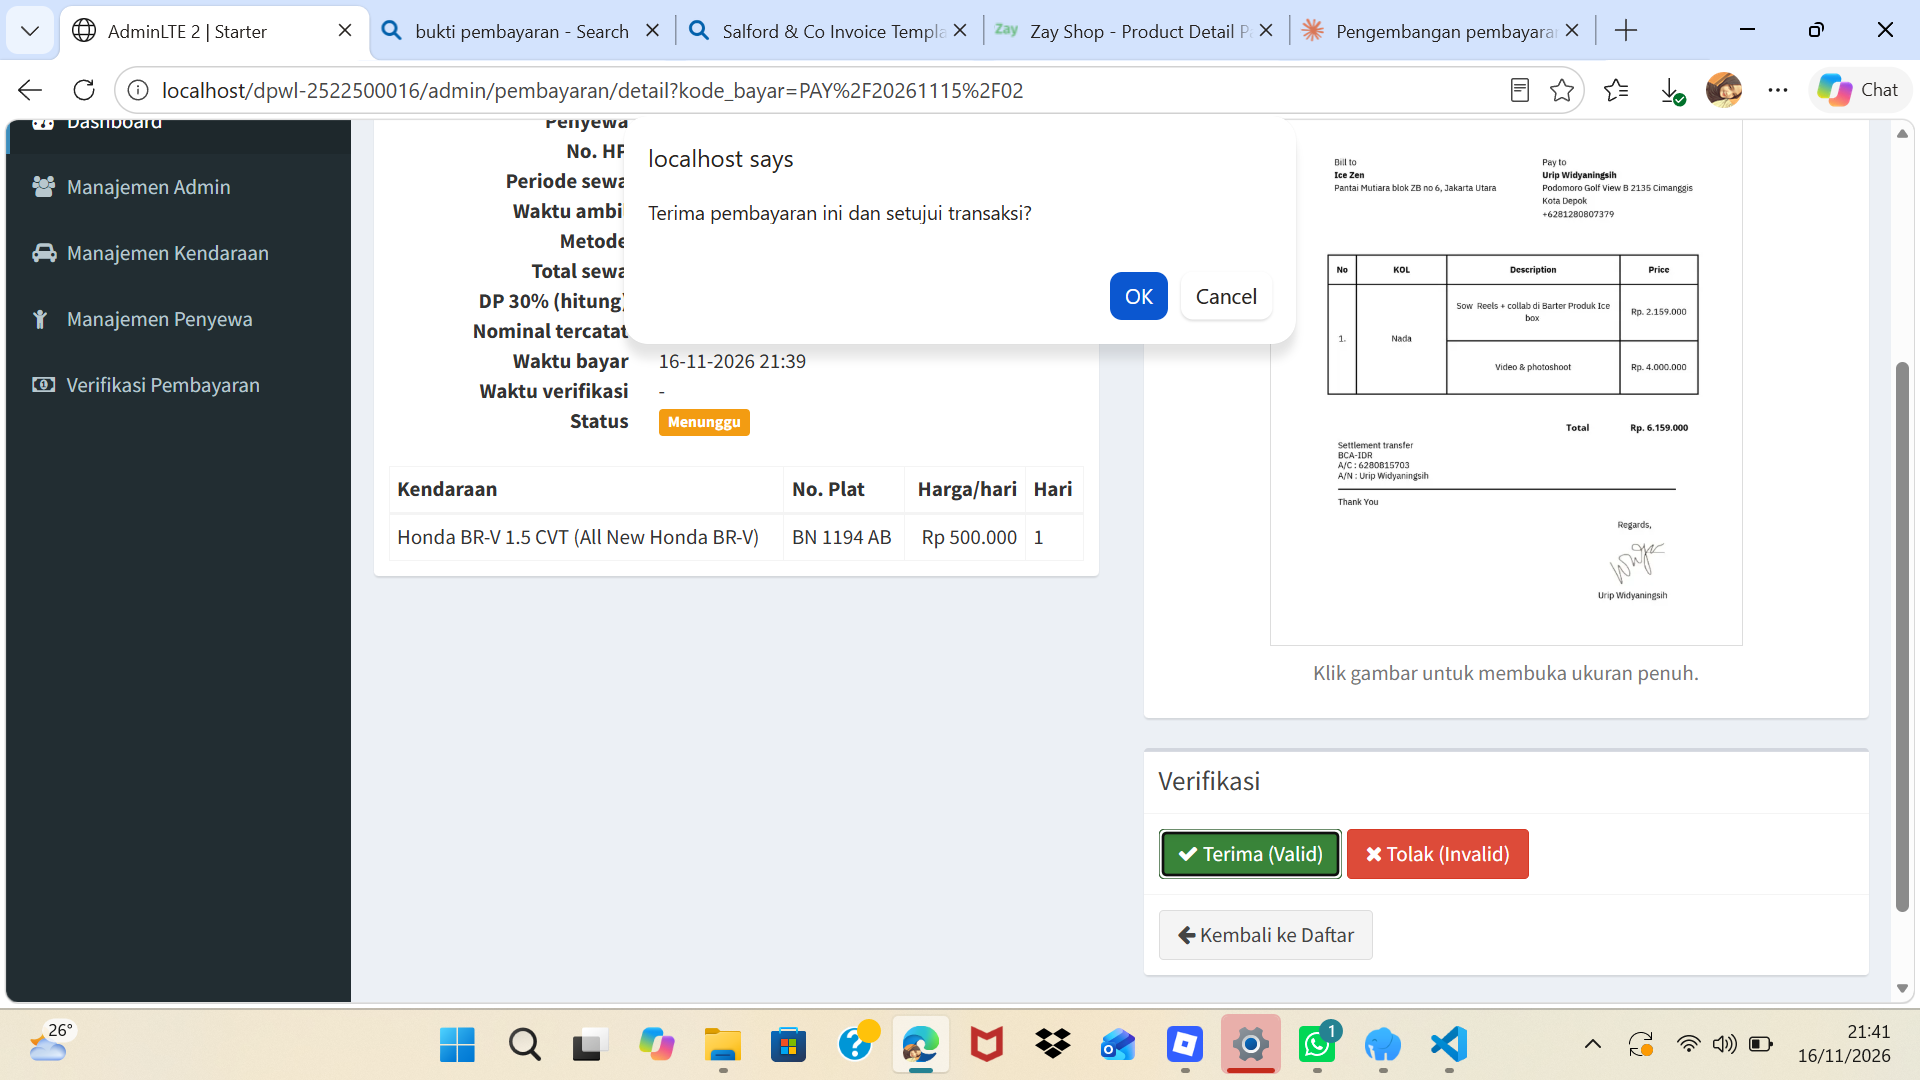 AdminLTE 2 | Starter
bukti pembayaran - Search
Salford & Co Invoice Templa
Zay
Zay Shop - Product Detail Pa
Pengembangan pembayaran
localhost/dpwl-2522500016/admin/pembayaran/detail?kode_bayar=PAY%2F20261115%2F02
Chat
Dashboard
Manajemen Admin
Manajemen Kendaraan
Manajemen Penyewa
Verifikasi Pembayaran
Penyewa
No. HP
Periode sewa
Waktu ambil
Metode
Total sewa
DP 30% (hitung)
Nominal tercatat
Waktu bayar 16-11-2026 21:39
Waktu verifikasi -
Status Menunggu
Kendaraan No. Plat Harga/hari Hari
Honda BR-V 1.5 CVT (All New Honda BR-V) BN 1194 AB Rp 500.000 1
localhost says
Terima pembayaran ini dan setujui transaksi?
OK
Cancel
Bill to
Ice Zen
Pantai Mutiara blok ZB no 6, Jakarta Utara
Pay to
Urip Widyaningsih
Podomoro Golf View B 2135 Cimanggis
Kota Depok
+6281280807379
No KOL Description Price
1. Nada
Sow Reels + collab di Barter Produk Ice
box
Rp. 2.159.000
Video & photoshoot Rp. 4.000.000
Total Rp. 6.159.000
Settlement transfer
BCA-IDR
A/C : 6280815703
A/N : Urip Widyaningsih
Thank You
Regards,
Urip Widyaningsih
Klik gambar untuk membuka ukuran penuh.
Verifikasi
Terima (Valid)
Tolak (Invalid)
Kembali ke Daftar
26°
1
21:41
16/11/2026